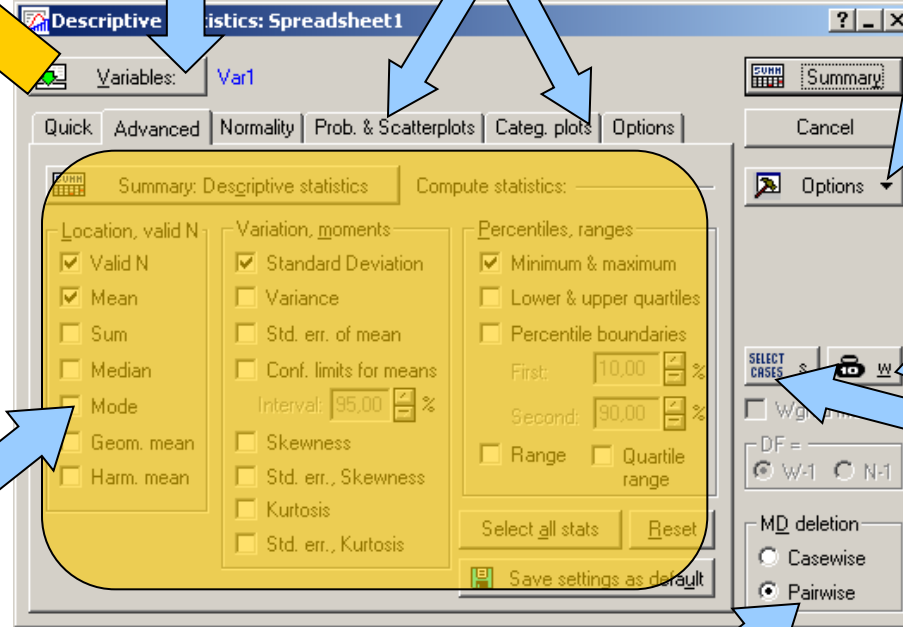 Descriptive istics: Spreadsheet1
Variables: Var1
SUMM Summary
Quick Advanced Normality Prob. & Scatterplots Categ. plots Options
Cancel
SUMM Summary: Descriptive statistics Compute statistics:
Options
Location, valid N
Valid N
Mean
Sum
Median
Mode
Geom. mean
Harm. mean
Variation, moments
Standard Deviation
Variance
Std. err. of mean
Conf. limits for means
Interval: 95,00 %
Skewness
Std. err., Skewness
Kurtosis
Std. err., Kurtosis
Percentiles, ranges
Minimum & maximum
Lower & upper quartiles
Percentile boundaries
First: 10,00 %
Second: 90,00 %
Range Quartile
range
Select all stats Reset
Save settings as default
SELECT
CASES s w
DF =
W-1 N-1
MD deletion
Casewise
Pairwise